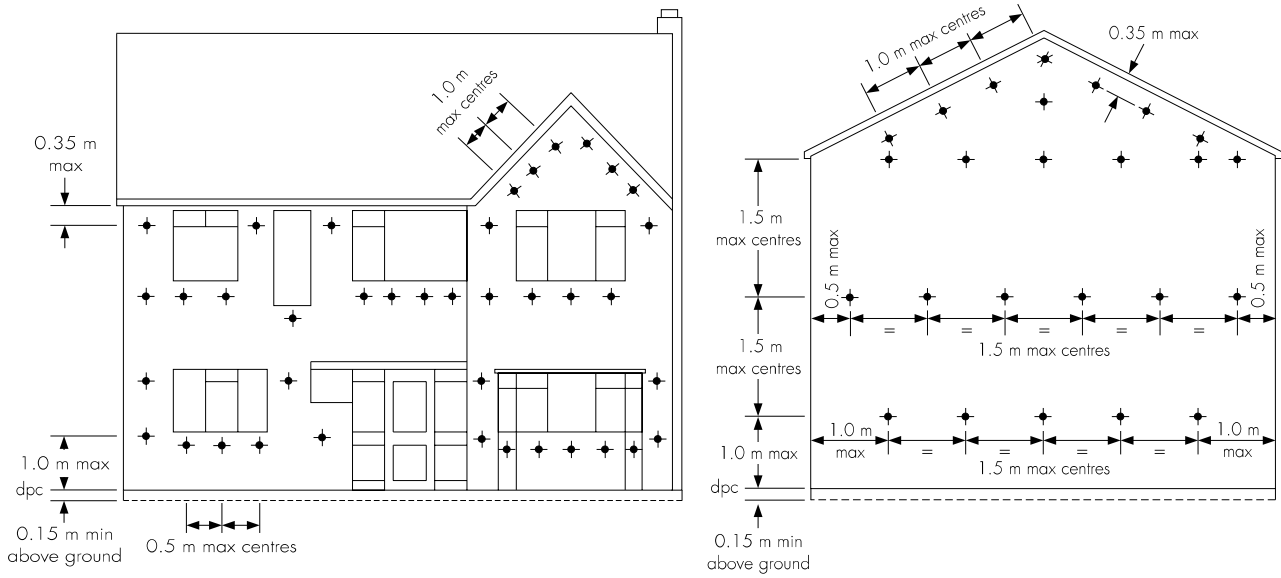 1.0 m
max centres
0.35 m
max
1.0 m max
dpc
0.15 m min
above ground
0.5 m max centres
1.0 m max centres
0.35 m max
1.5 m
max centres
0.5 m max
0.5 m max
= = = = =
1.5 m max centres
1.5 m
max centres
1.0 m
max
1.0 m
max
= = = =
1.5 m max centres
1.0 m max
dpc
0.15 m min
above ground